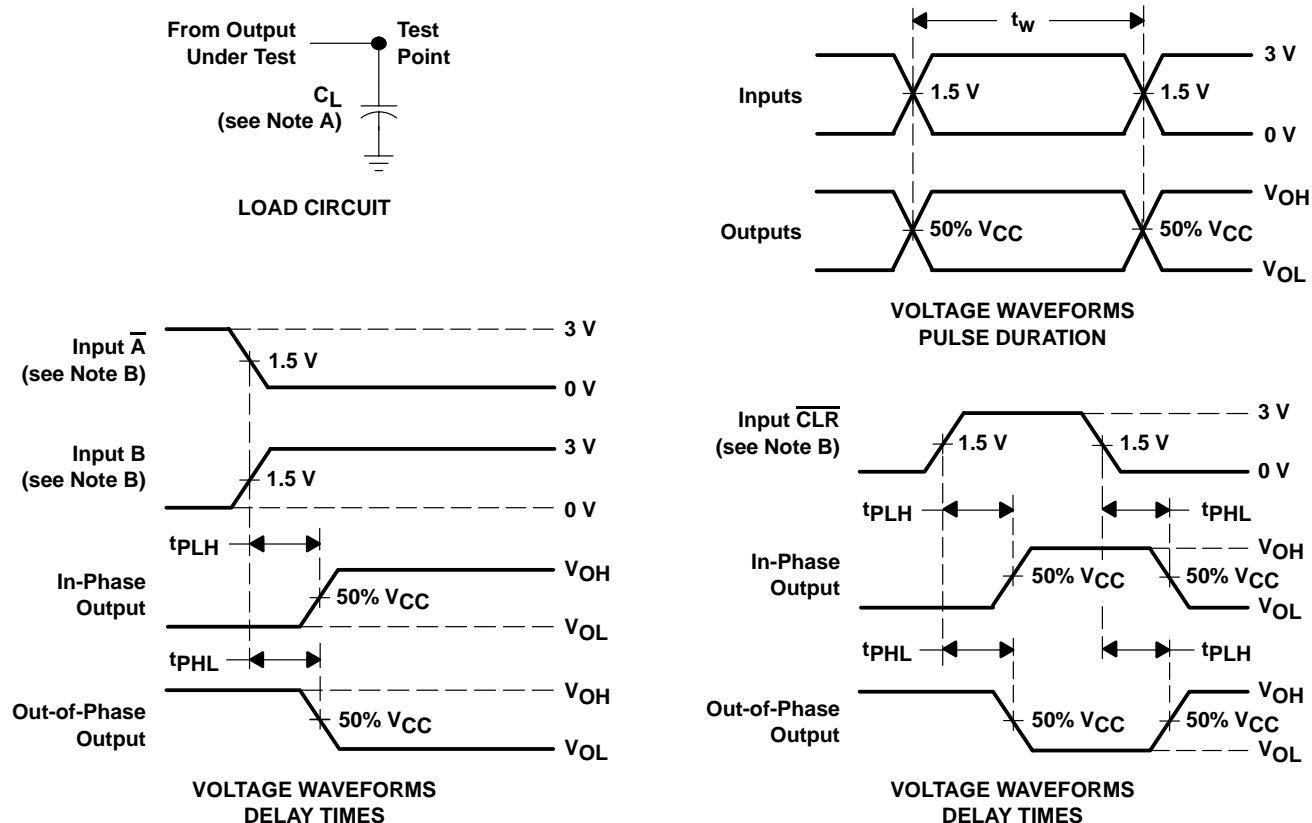 From Output
Under Test
Test
Point
CL
(see Note A)
LOAD CIRCUIT
tw
Inputs
3 V
1.5 V
1.5 V
0 V
Outputs
VOH
50% VCC
50% VCC
VOL
VOLTAGE WAVEFORMS
PULSE DURATION
Input A̅
(see Note B)
3 V
1.5 V
0 V
Input B
(see Note B)
3 V
1.5 V
0 V
tPLH
In-Phase
Output
VOH
50% VCC
VOL
tPHL
Out-of-Phase
Output
VOH
50% VCC
VOL
VOLTAGE WAVEFORMS
DELAY TIMES
Input C̅L̅R̅
(see Note B)
3 V
1.5 V
1.5 V
0 V
tPLH
tPHL
In-Phase
Output
VOH
50% VCC
50% VCC
VOL
tPHL
tPLH
Out-of-Phase
Output
VOH
50% VCC
50% VCC
VOL
VOLTAGE WAVEFORMS
DELAY TIMES